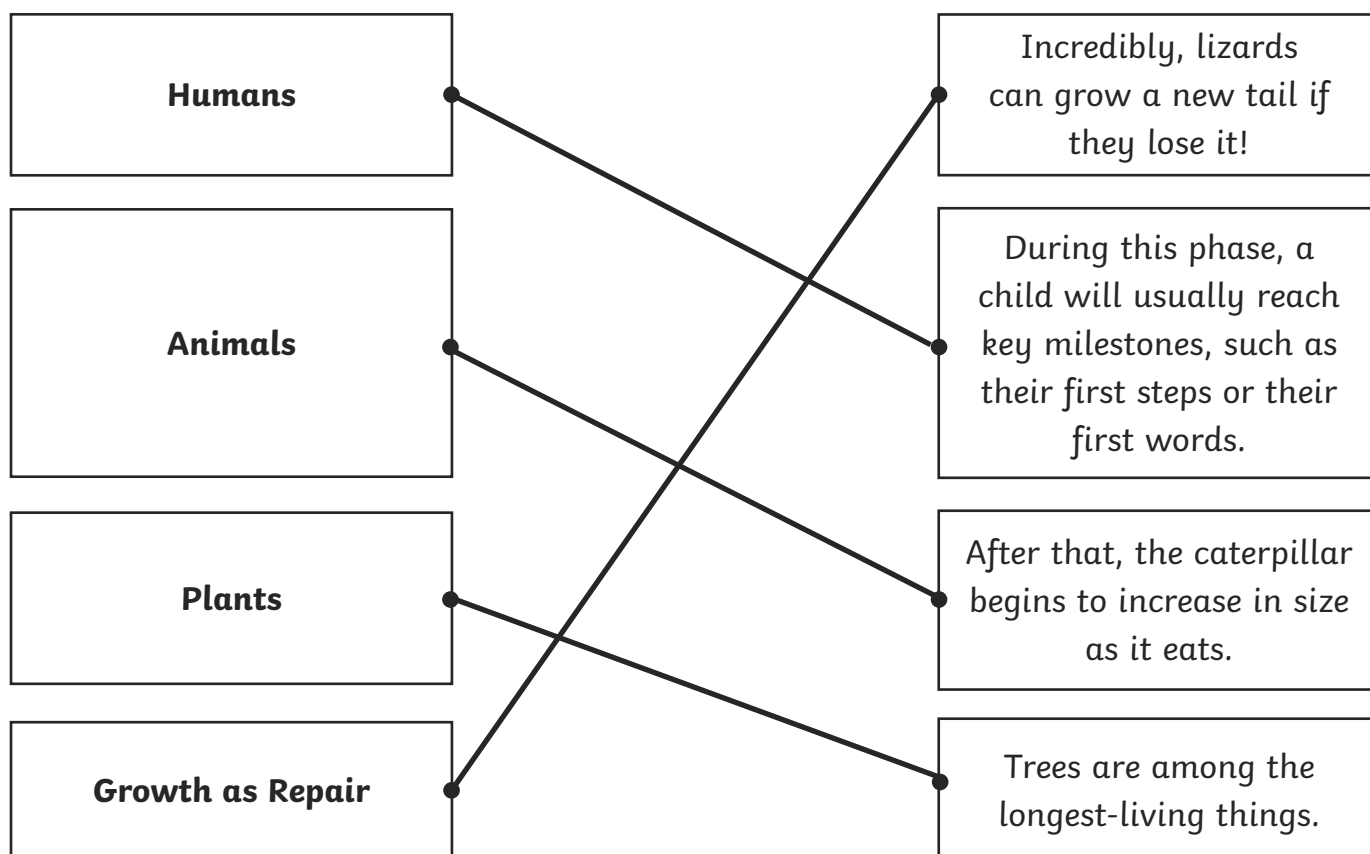 Humans
Incredibly, lizards
can grow a new tail if
they lose it!
Animals
During this phase, a
child will usually reach
key milestones, such as
their first steps or their
first words.
Plants
After that, the caterpillar
begins to increase in size
as it eats.
Growth as Repair
Trees are among the
longest-living things.